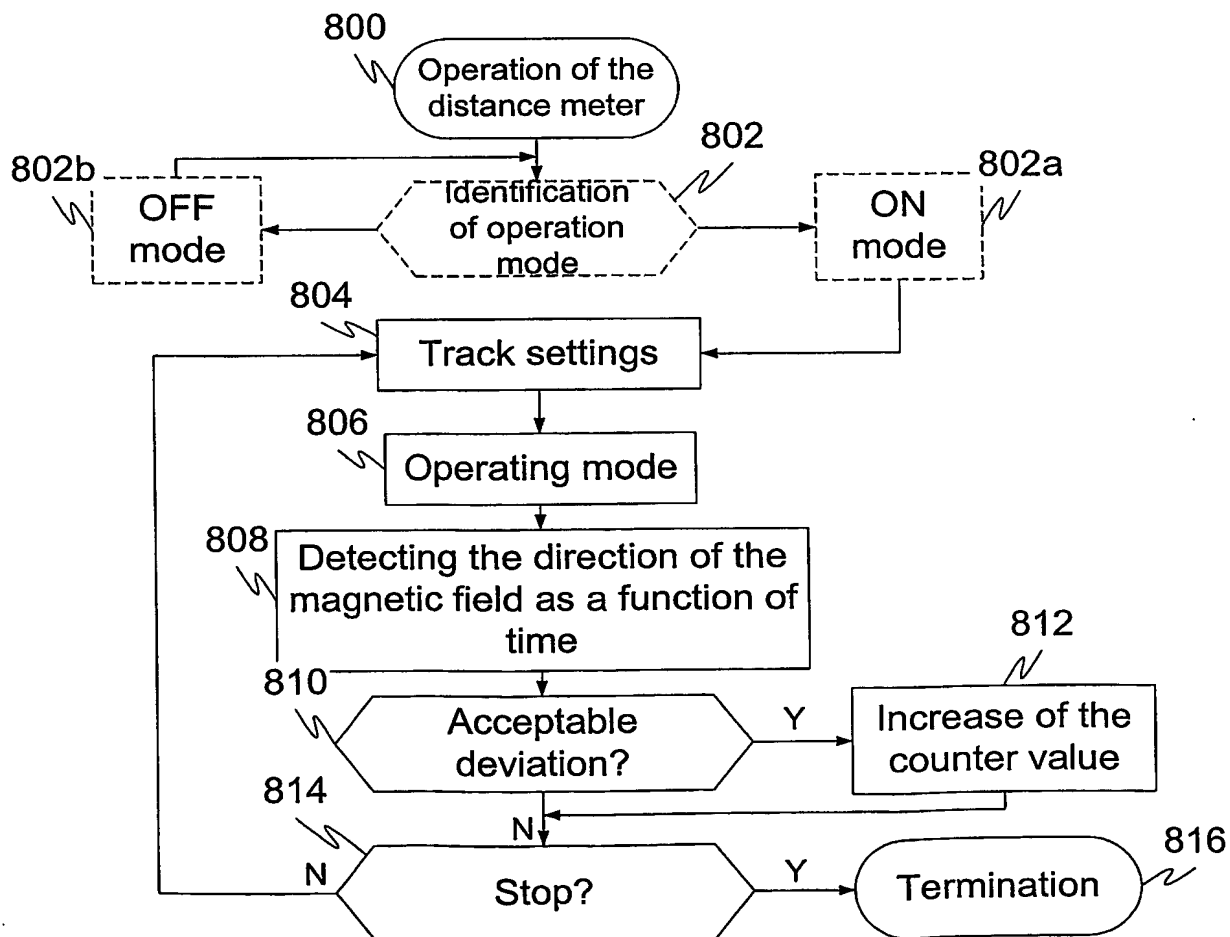 800
Operation of the
distance meter
802
802b
802a
OFF
mode
Identification
of operation
mode
ON
mode
804
Track settings
806
Operating mode
808
Detecting the direction of the
magnetic field as a function of
time
810
812
Acceptable
deviation?
Y
Increase of the
counter value
814
N
816
N
Stop?
Y
Termination